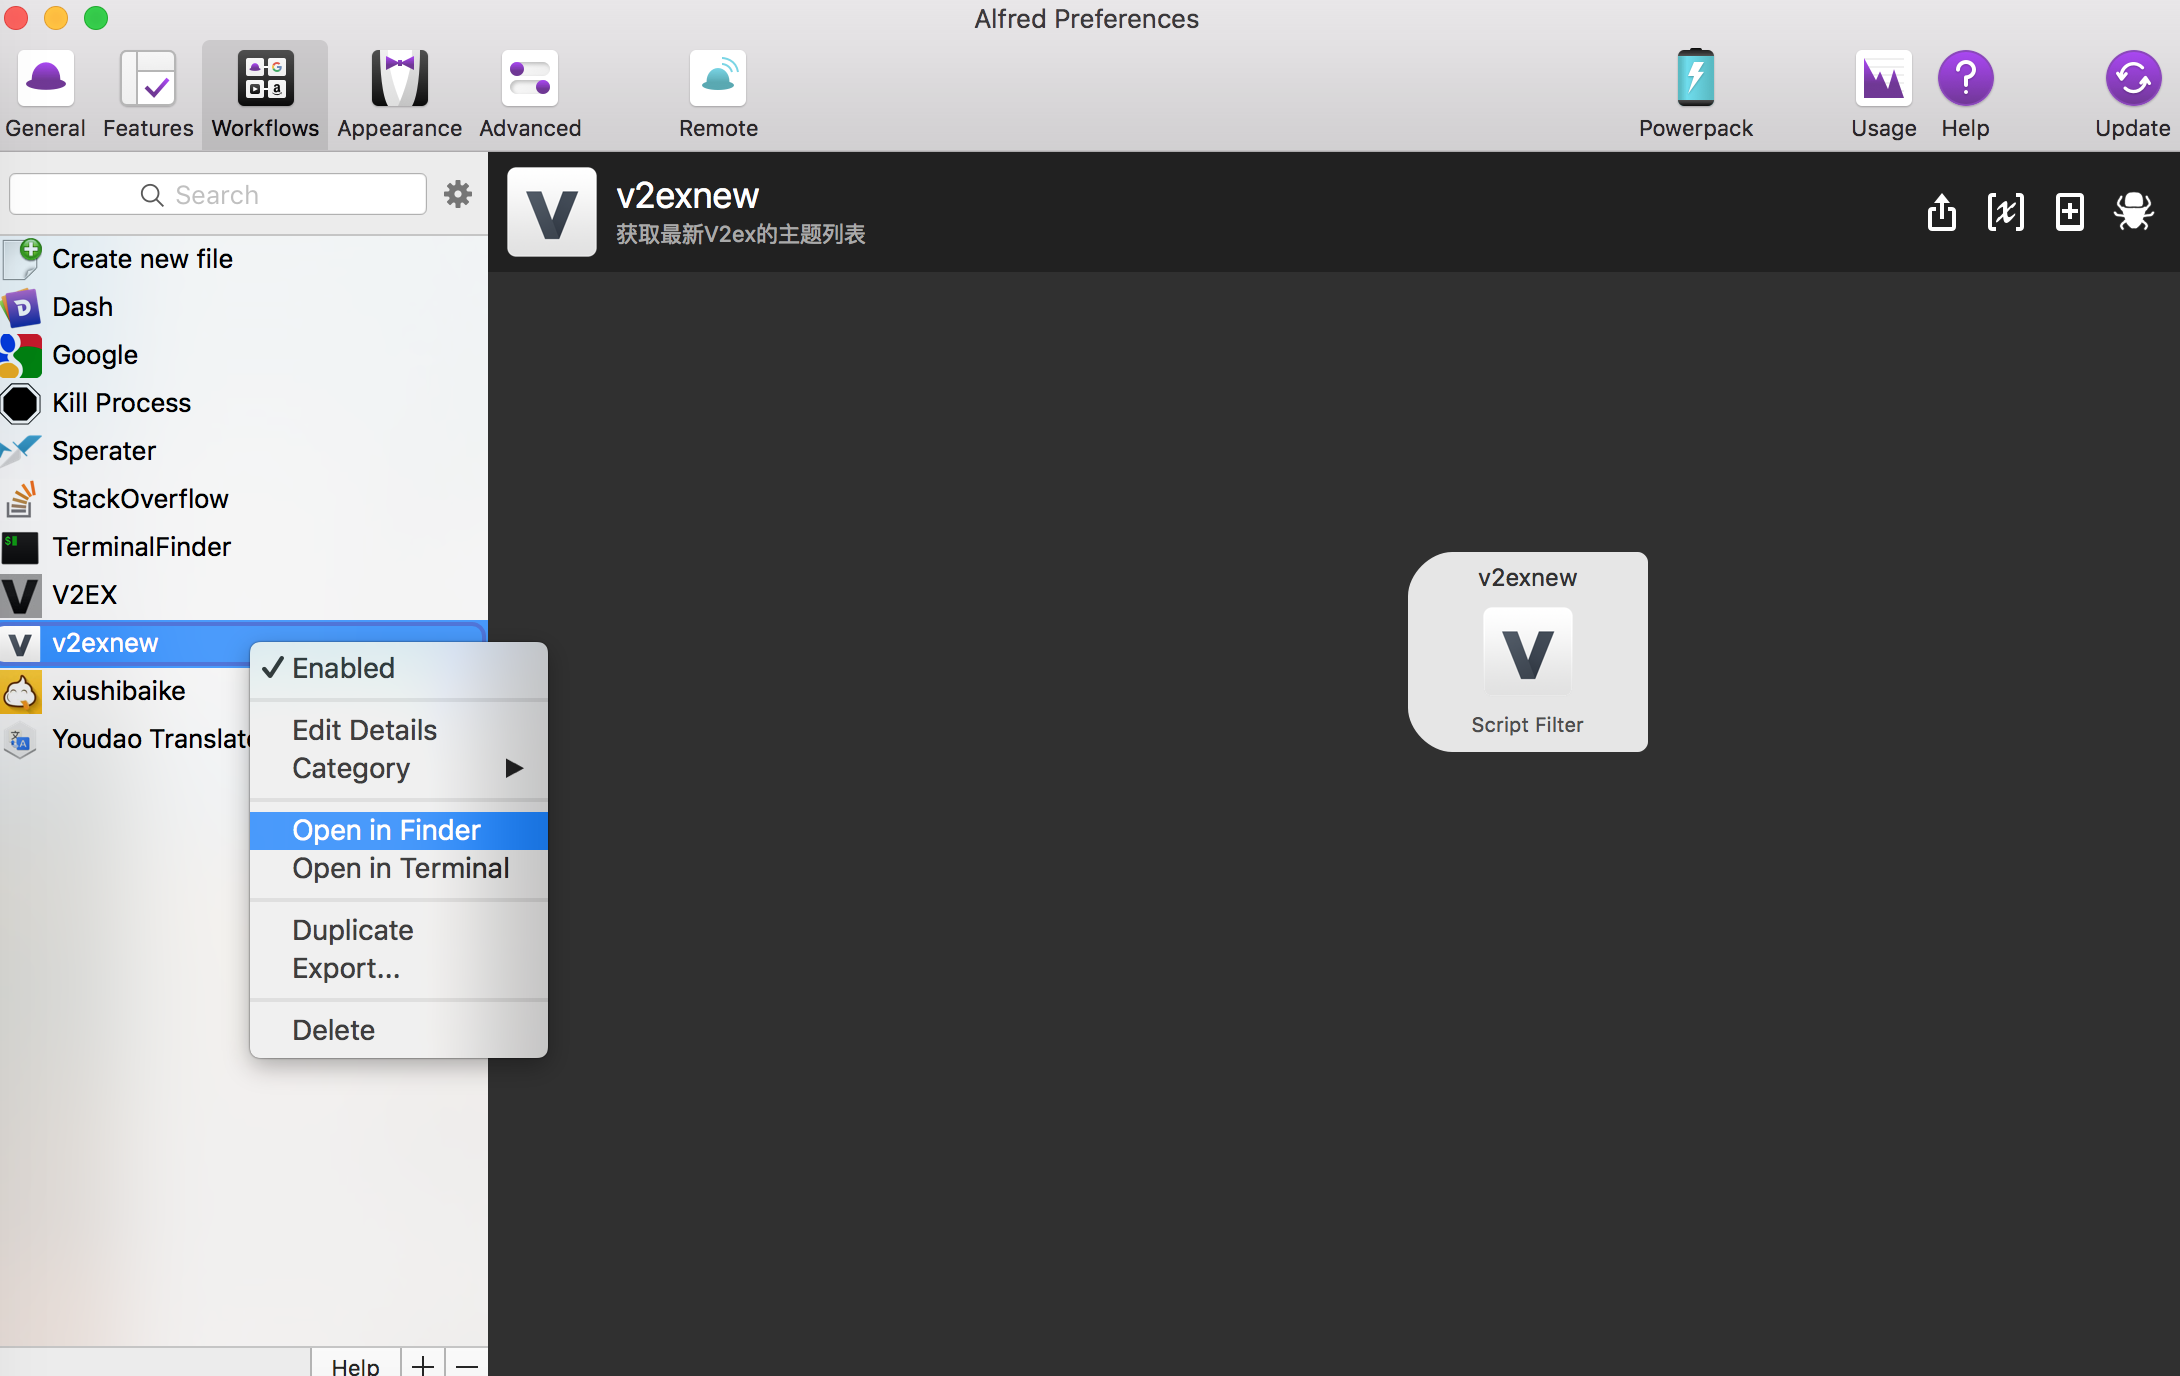 Alfred Preferences
General
Features
Workflows
Appearance
Advanced
Remote
Powerpack
Usage
Help
Update
Search
v2exnew
获取最新V2ex的主题列表
Create new file
Dash
Google
Kill Process
Sperater
StackOverflow
TerminalFinder
V2EX
v2exnew
xiushibaike
Youdao Translate
✓ Enabled
Edit Details
Category
Open in Finder
Open in Terminal
Duplicate
Export...
Delete
v2exnew
Script Filter
Help